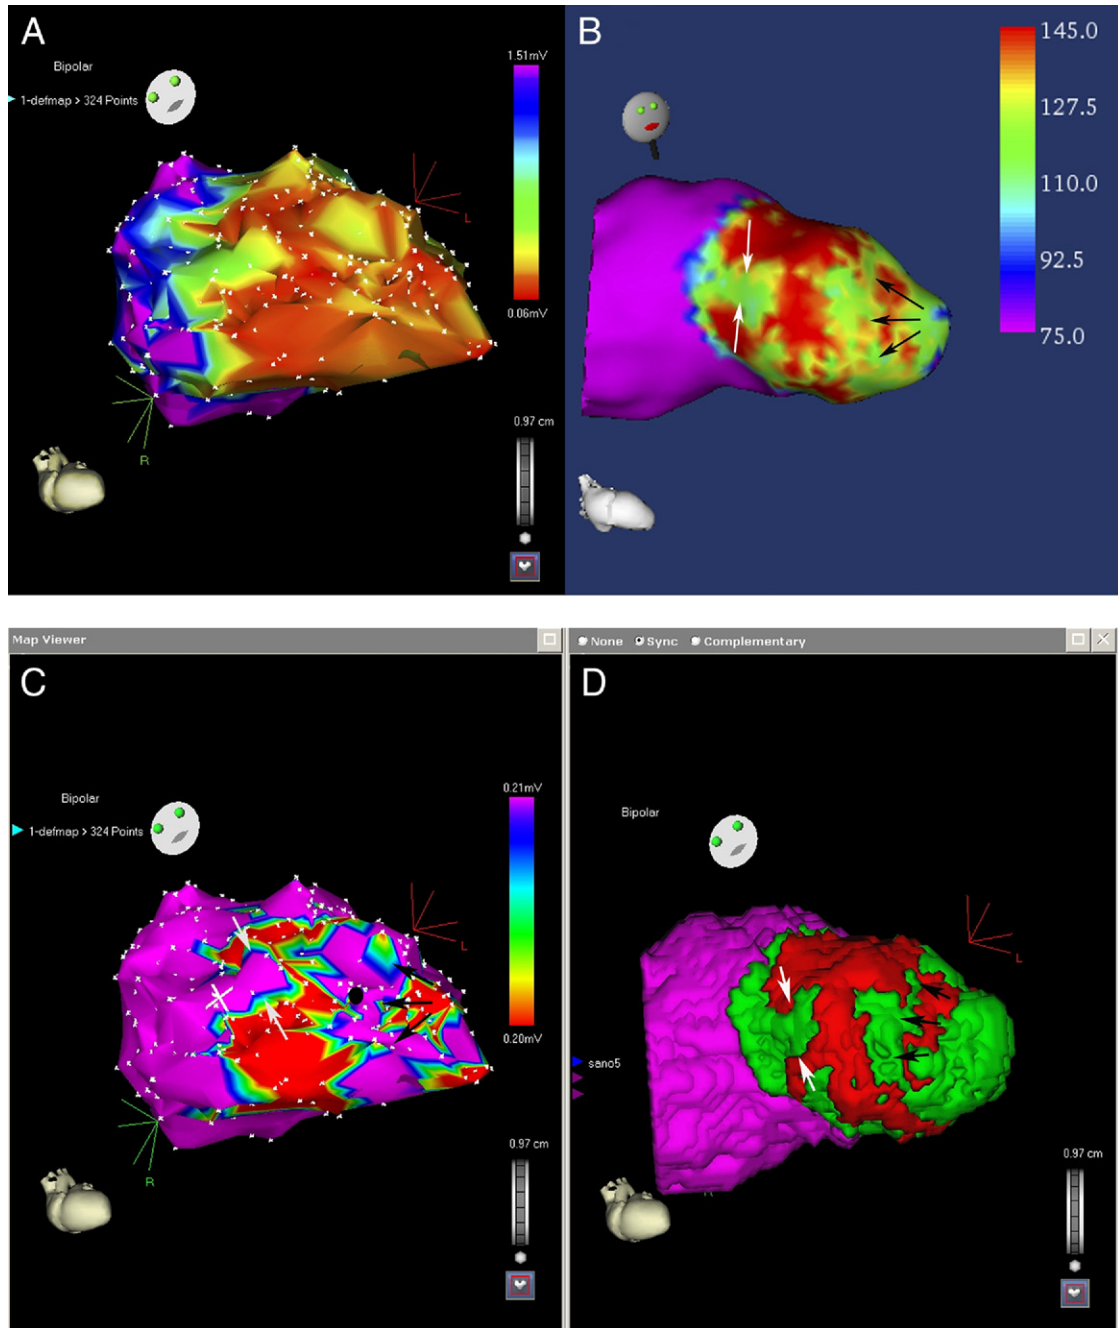 A
Bipolar
1-defmap > 324 Points
1.51mV
0.06mV
L
R
0.97 cm
B
145.0
127.5
110.0
92.5
75.0
Map Viewer
None Sync Complementary
C
Bipolar
1-defmap > 324 Points
0.21mV
0.20mV
L
R
0.97 cm
D
Bipolar
L
sano5
0.97 cm
R